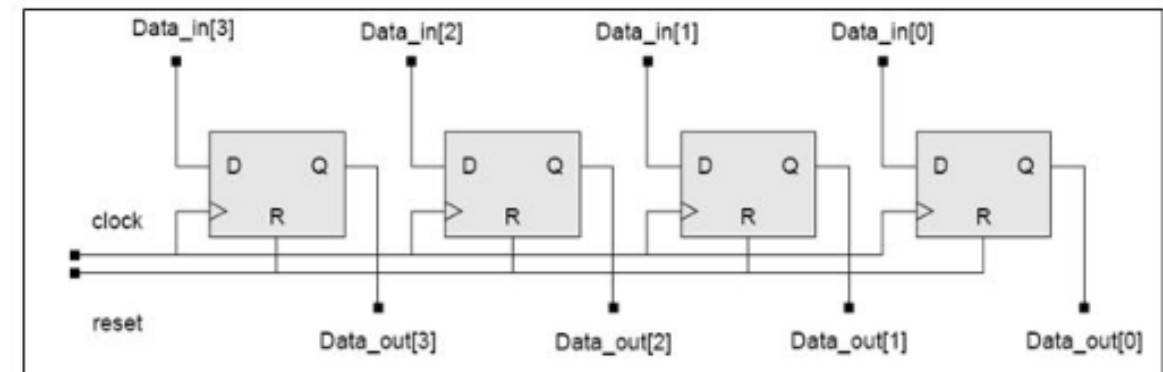 Data_in[3] Data_in[2] Data_in[1] Data_in[0]
D Q D Q D Q D Q
clock R R R R
reset
Data_out[3] Data_out[2] Data_out[1] Data_out[0]